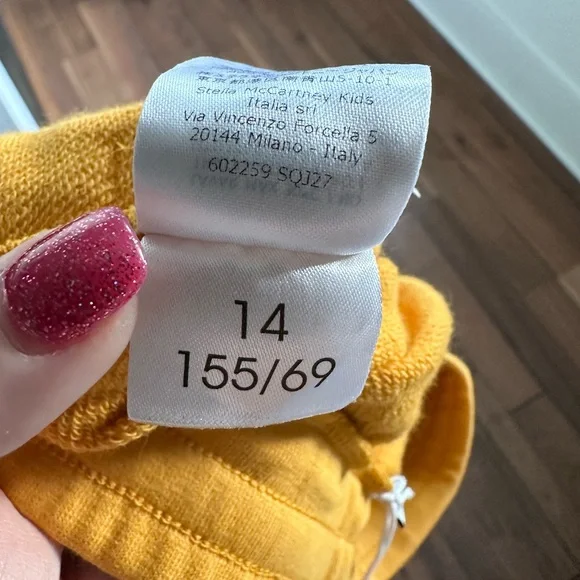 Stella McCartney Kids
Italia srl
Via Vincenzo Forcella 5
20144 Milano - Italy
602259 SQJ27
14
155/69